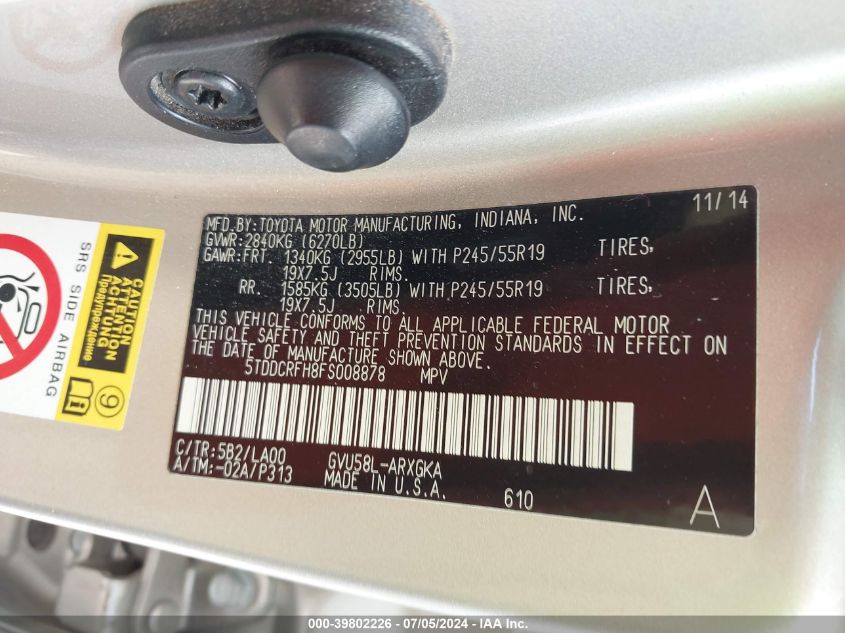 MFD.BY:TOYOTA MOTOR MANUFACTURING, INDIANA, INC. 11/14
GVWR:2840KG (6270LB)
GAWR:FRT. 1340KG (2955LB) WITH P245/55R19 TIRES,
19X7.5J RIMS.
RR. 1585KG (3505LB) WITH P245/55R19 TIRES,
19X7.5J RIMS.
THIS VEHICLE CONFORMS TO ALL APPLICABLE FEDERAL MOTOR
VEHICLE SAFETY AND THEFT PREVENTION STANDARDS IN EFFECT ON
THE DATE OF MANUFACTURE SHOWN ABOVE.
5TDDCRFH8FS008878 MPV
C/TR:5B2/LA00 GVU58L-ARXGKA
A/TM:-02A/P313 MADE IN U.S.A. 610
A
SRS SIDE AIRBAG
CAUTION
ATTENTION
ACHTUNG
Предупреждение
9
000-39802226 - 07/05/2024 - IAA Inc.